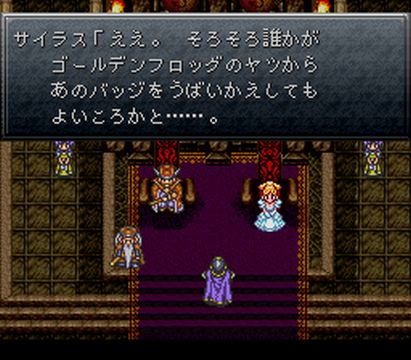 サイラス「ええ。　そろそろ誰かが
ゴールデンフロッグのヤツから
あのバッジをうばいかえしても
よいころかと……。